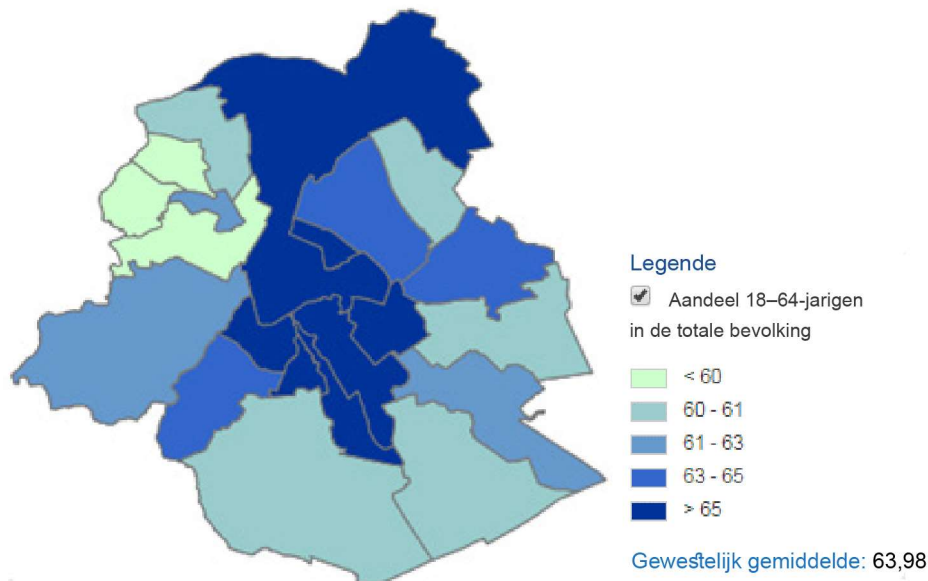 Legende
Aandeel 18–64-jarigen
in de totale bevolking
< 60
60 - 61
61 - 63
63 - 65
> 65
Gewestelijk gemiddelde: 63,98